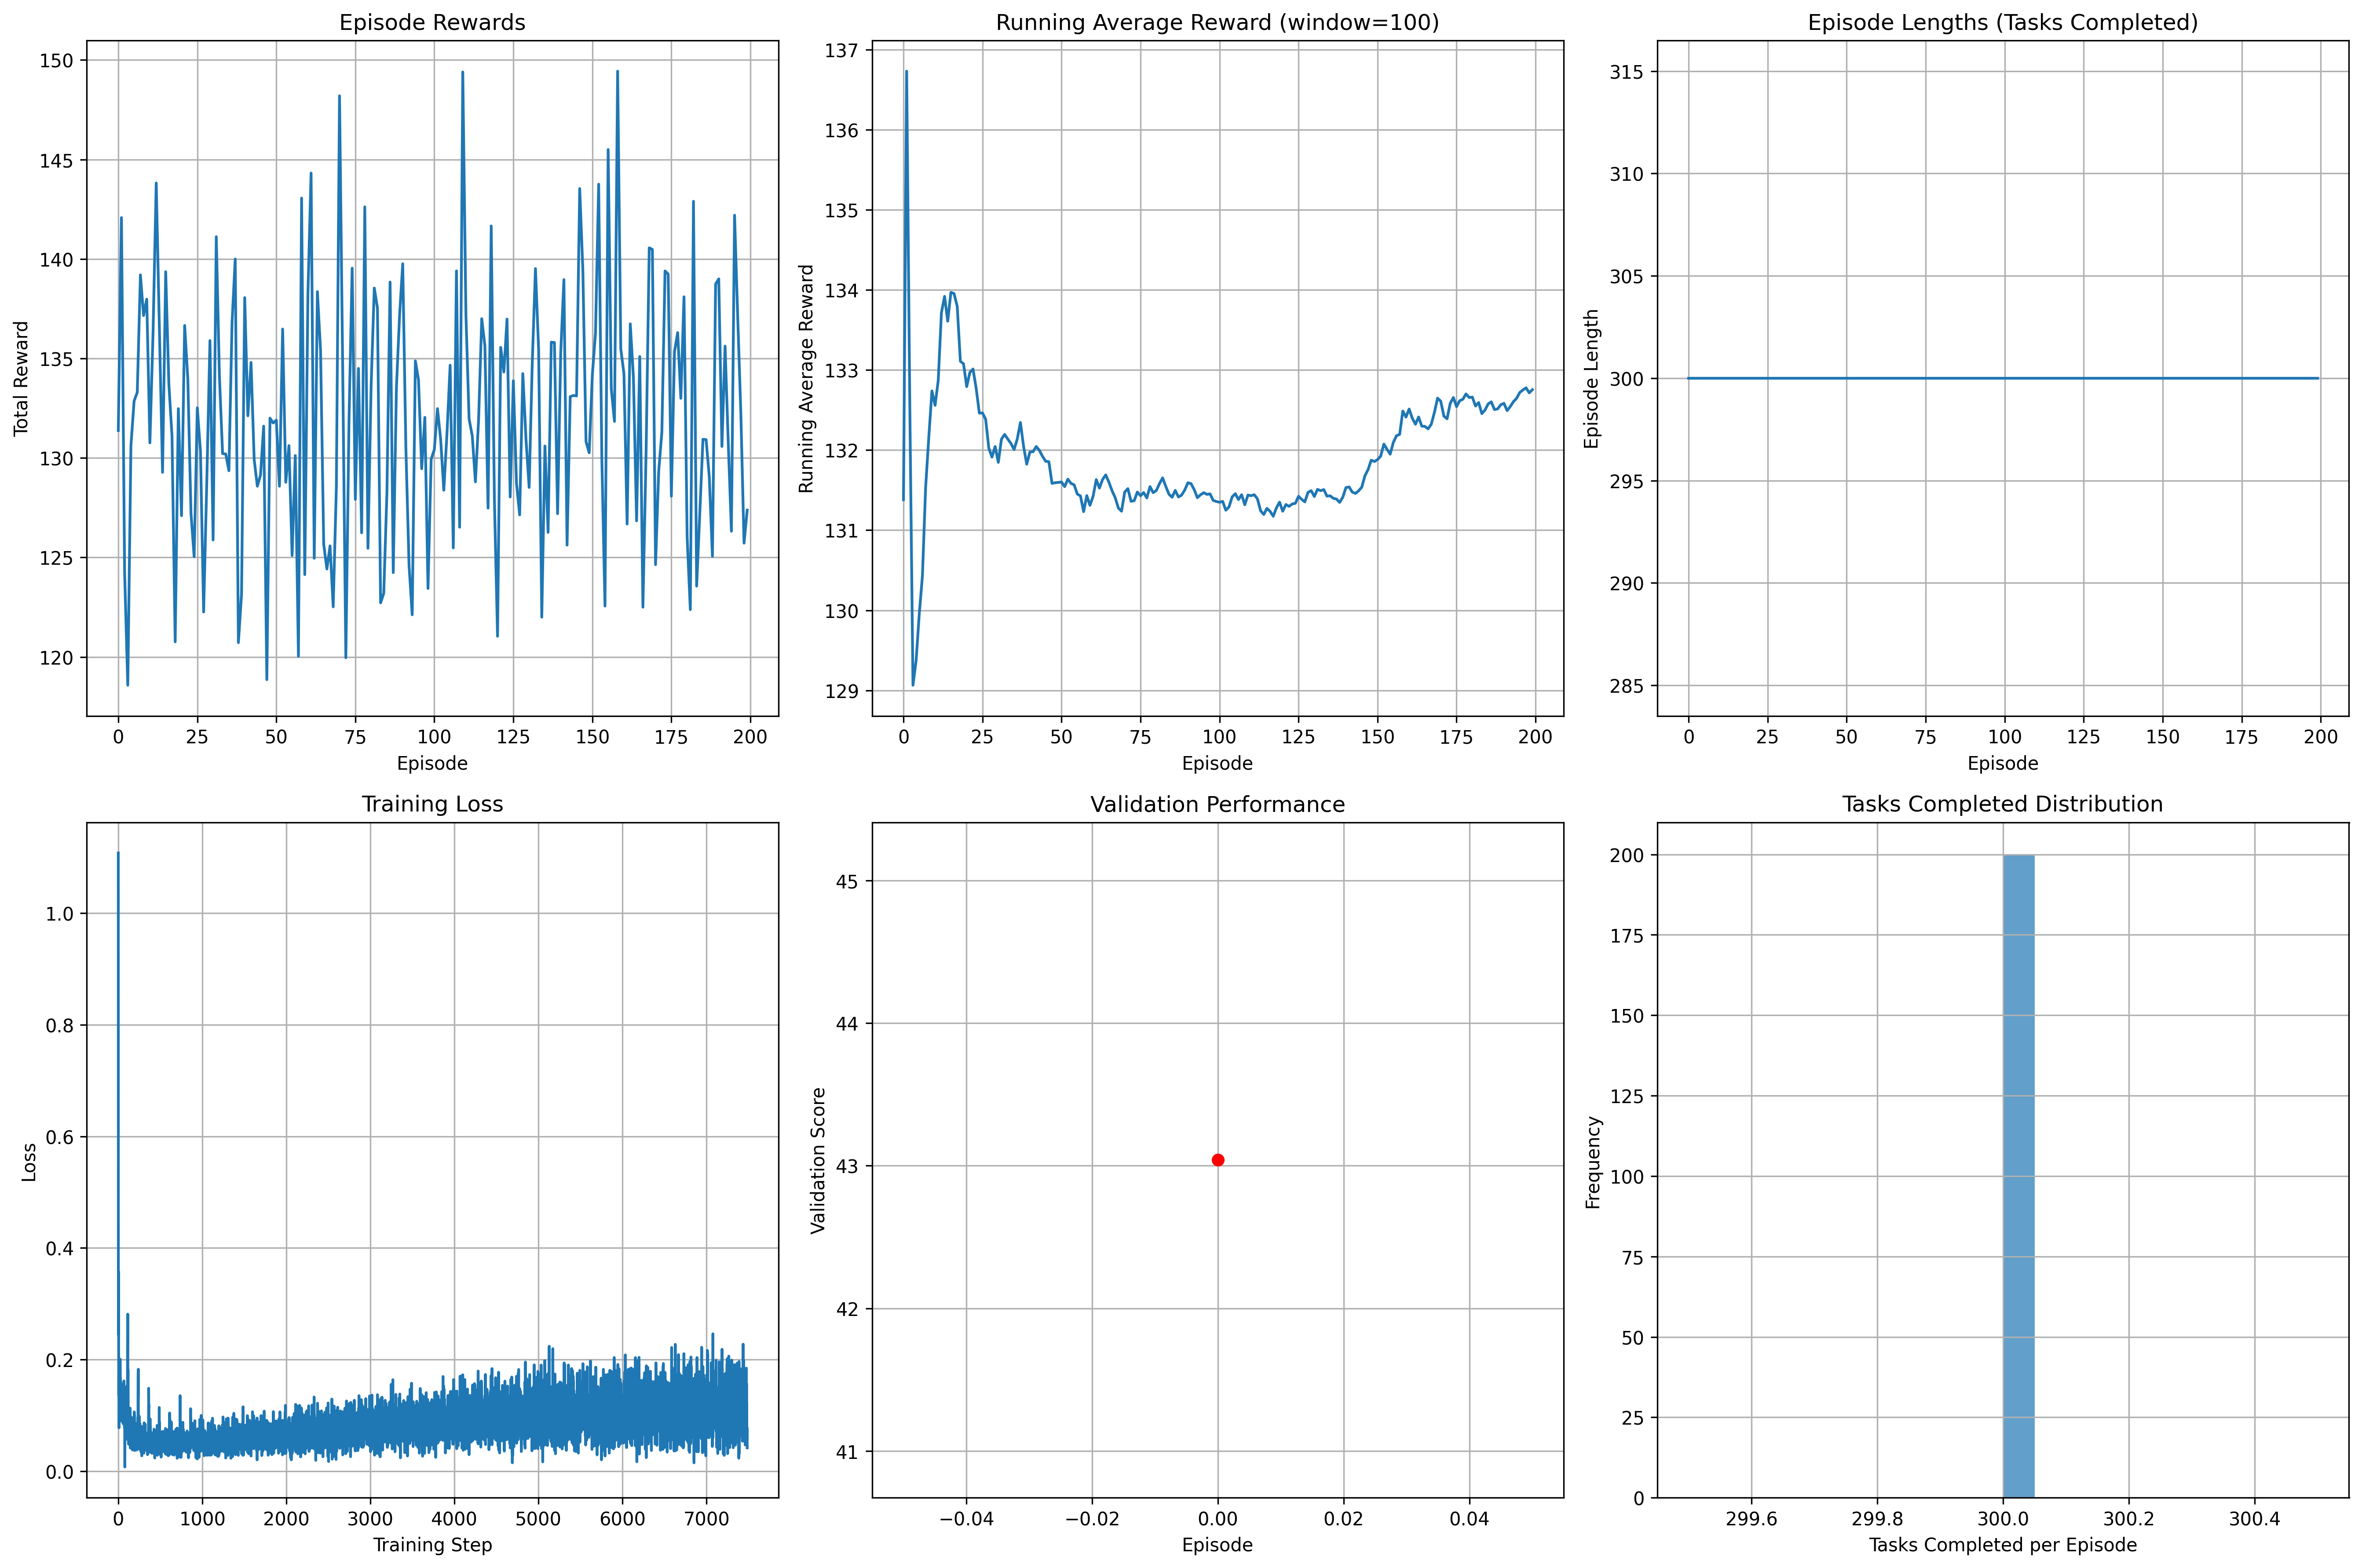 Episode Rewards
150
145
140
135
130
125
120
Total Reward
0 25 50 75 100 125 150 175 200
Episode
Running Average Reward (window=100)
137
136
135
134
133
132
131
130
129
Running Average Reward
0 25 50 75 100 125 150 175 200
Episode
Episode Lengths (Tasks Completed)
315
310
305
300
295
290
285
Episode Length
0 25 50 75 100 125 150 175 200
Episode
Training Loss
1.0
0.8
0.6
0.4
0.2
0.0
Loss
0 1000 2000 3000 4000 5000 6000 7000
Training Step
Validation Performance
45
44
43
42
41
Validation Score
−0.04 −0.02 0.00 0.02 0.04
Episode
Tasks Completed Distribution
200
175
150
125
100
75
50
25
0
Frequency
299.6 299.8 300.0 300.2 300.4
Tasks Completed per Episode